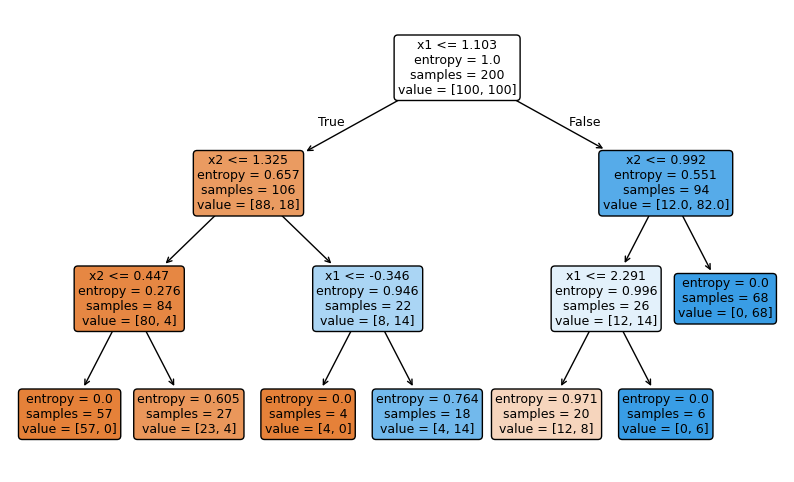 x1 <= 1.103
entropy = 1.0
samples = 200
value = [100, 100]
True
False
x2 <= 1.325
entropy = 0.657
samples = 106
value = [88, 18]
x2 <= 0.992
entropy = 0.551
samples = 94
value = [12.0, 82.0]
x2 <= 0.447
entropy = 0.276
samples = 84
value = [80, 4]
x1 <= -0.346
entropy = 0.946
samples = 22
value = [8, 14]
x1 <= 2.291
entropy = 0.996
samples = 26
value = [12, 14]
entropy = 0.0
samples = 68
value = [0, 68]
entropy = 0.0
samples = 57
value = [57, 0]
entropy = 0.605
samples = 27
value = [23, 4]
entropy = 0.0
samples = 4
value = [4, 0]
entropy = 0.764
samples = 18
value = [4, 14]
entropy = 0.971
samples = 20
value = [12, 8]
entropy = 0.0
samples = 6
value = [0, 6]